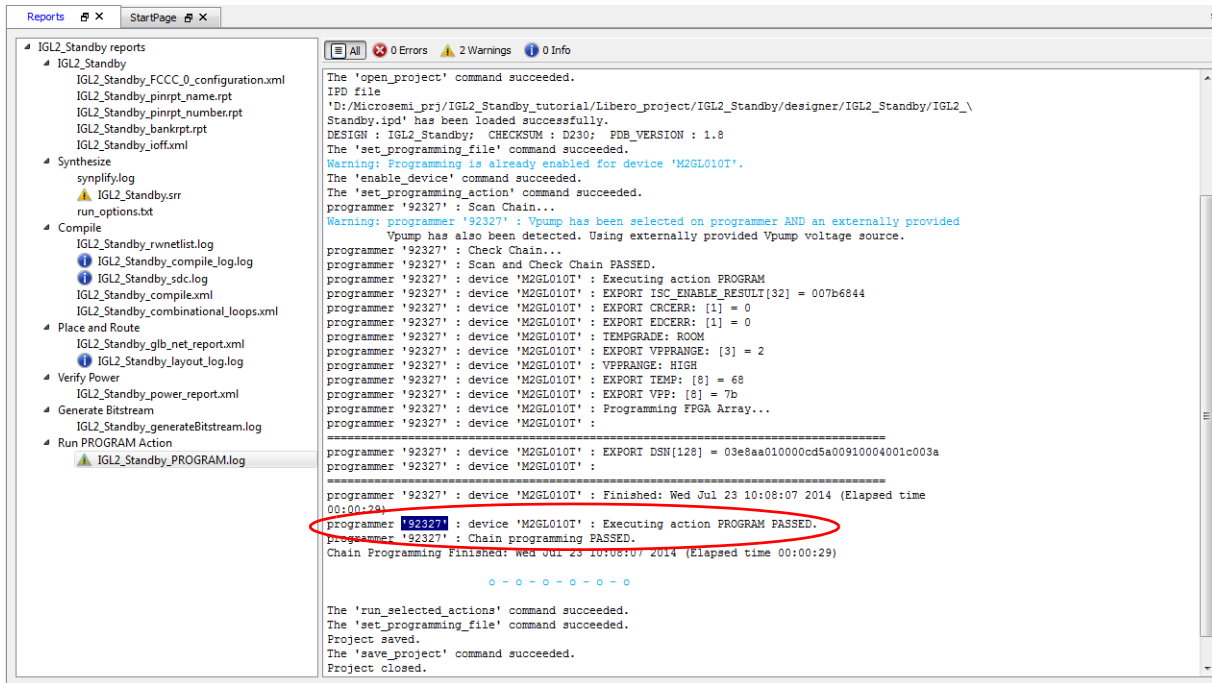 Reports
StartPage
IGL2_Standby reports
IGL2_Standby
IGL2_Standby_FCCC_0_configuration.xml
IGL2_Standby_pinrpt_name.rpt
IGL2_Standby_pinrpt_number.rpt
IGL2_Standby_bankrpt.rpt
IGL2_Standby_ioff.xml
Synthesize
synplify.log
IGL2_Standby.srr
run_options.txt
Compile
IGL2_Standby_rwnetlist.log
IGL2_Standby_compile_log.log
IGL2_Standby_sdc.log
IGL2_Standby_compile.xml
IGL2_Standby_combinational_loops.xml
Place and Route
IGL2_Standby_glb_net_report.xml
IGL2_Standby_layout_log.log
Verify Power
IGL2_Standby_power_report.xml
Generate Bitstream
IGL2_Standby_generateBitstream.log
Run PROGRAM Action
IGL2_Standby_PROGRAM.log
All 0 Errors 2 Warnings 0 Info
The 'open_project' command succeeded.
IPD file
'D:/Microsemi_prj/IGL2_Standby_tutorial/Libero_project/IGL2_Standby/designer/IGL2_Standby/IGL2_\
Standby.ipd' has been loaded successfully.
DESIGN : IGL2_Standby; CHECKSUM : D230; PDB_VERSION : 1.8
The 'set_programming_file' command succeeded.
Warning: Programming is already enabled for device 'M2GL010T'.
The 'enable_device' command succeeded.
The 'set_programming_action' command succeeded.
programmer '92327' : Scan Chain...
Warning: programmer '92327' : Vpump has been selected on programmer AND an externally provided
Vpump has also been detected. Using externally provided Vpump voltage source.
programmer '92327' : Check Chain...
programmer '92327' : Scan and Check Chain PASSED.
programmer '92327' : device 'M2GL010T' : Executing action PROGRAM
programmer '92327' : device 'M2GL010T' : EXPORT ISC_ENABLE_RESULT[32] = 007b6844
programmer '92327' : device 'M2GL010T' : EXPORT CRCERR: [1] = 0
programmer '92327' : device 'M2GL010T' : EXPORT EDCERR: [1] = 0
programmer '92327' : device 'M2GL010T' : TEMPGRADE: ROOM
programmer '92327' : device 'M2GL010T' : EXPORT VPPRANGE: [3] = 2
programmer '92327' : device 'M2GL010T' : VPPRANGE: HIGH
programmer '92327' : device 'M2GL010T' : EXPORT TEMP: [8] = 68
programmer '92327' : device 'M2GL010T' : EXPORT VPP: [8] = 7b
programmer '92327' : device 'M2GL010T' : Programming FPGA Array...
programmer '92327' : device 'M2GL010T' :
===============================================================================
programmer '92327' : device 'M2GL010T' : EXPORT DSN[128] = 03e8aa010000cd5a00910004001c003a
programmer '92327' : device 'M2GL010T' :
===============================================================================
programmer '92327' : device 'M2GL010T' : Finished: Wed Jul 23 10:08:07 2014 (Elapsed time
00:00:29)
programmer '92327' : device 'M2GL010T' : Executing action PROGRAM PASSED.
programmer '92327' : Chain programming PASSED.
Chain Programming Finished: Wed Jul 23 10:08:07 2014 (Elapsed time 00:00:29)
o - o - o - o - o - o
The 'run_selected_actions' command succeeded.
The 'set_programming_file' command succeeded.
Project saved.
The 'save_project' command succeeded.
Project closed.